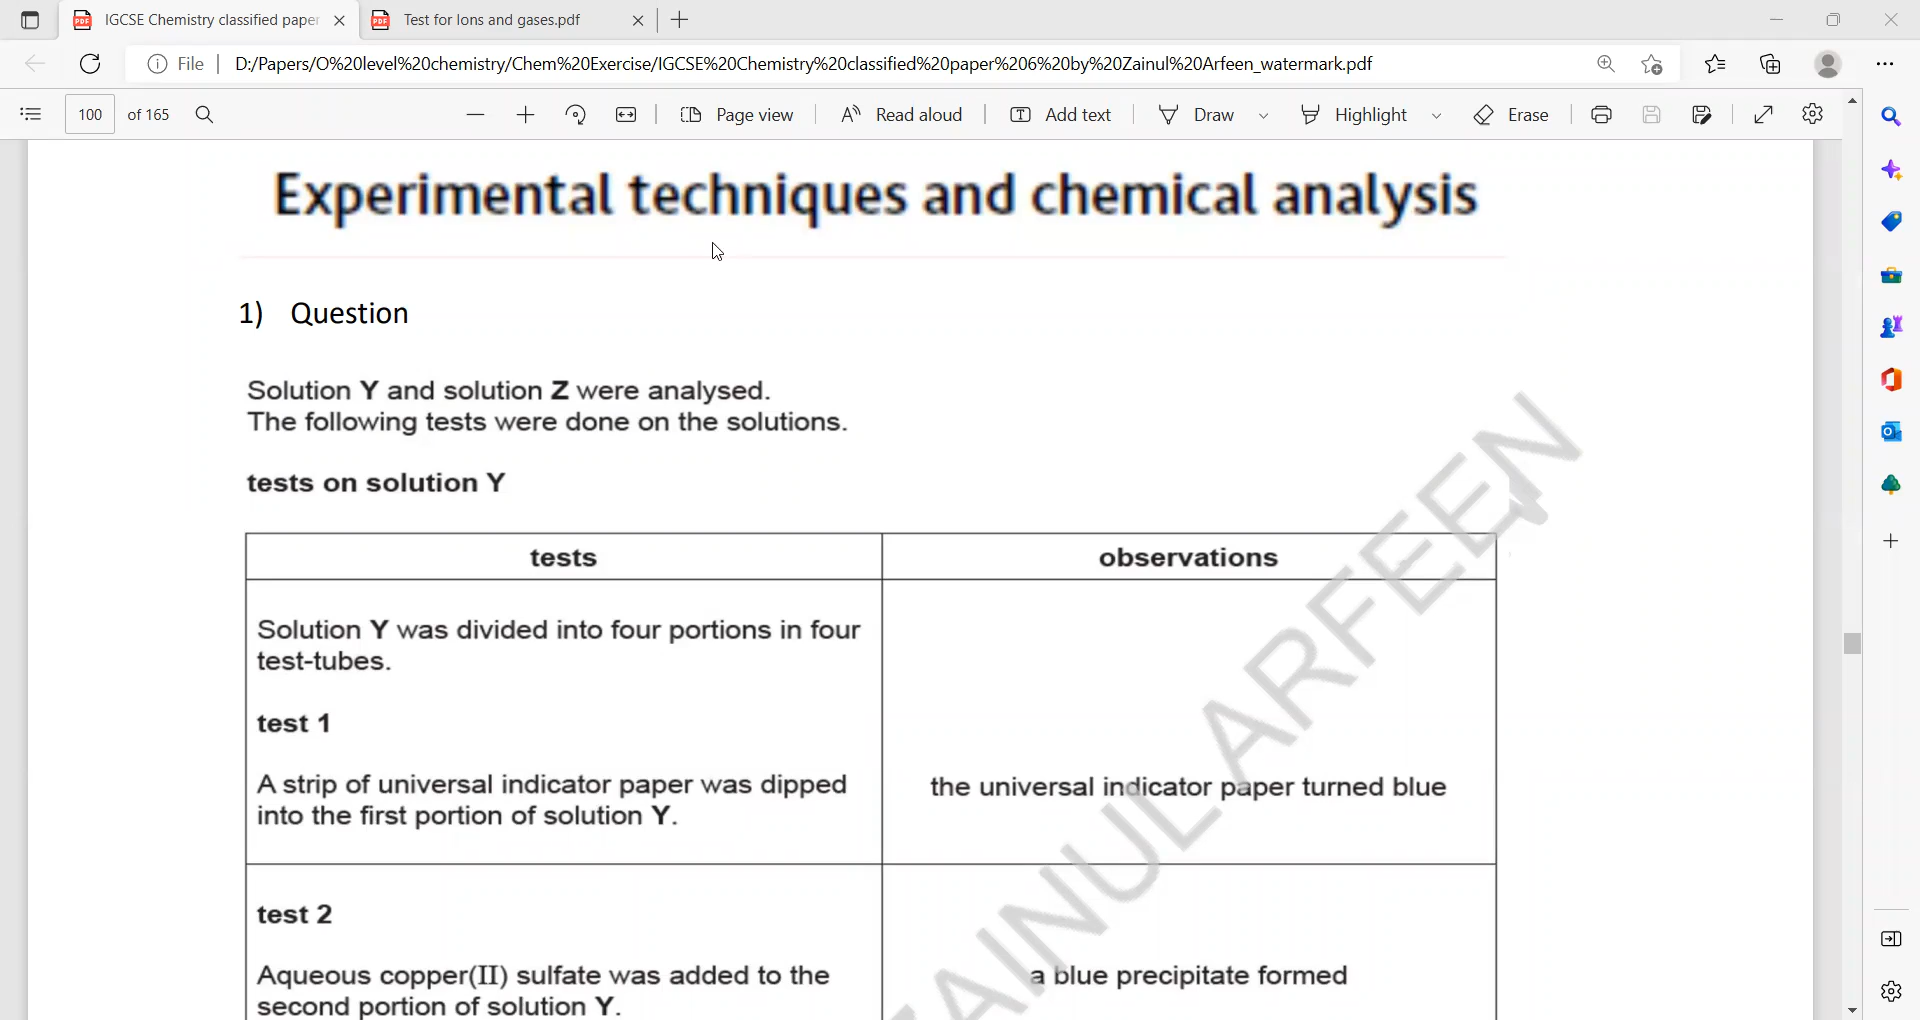 IGCSE Chemistry classified paper
Test for Ions and gases.pdf
File
D:/Papers/O%20level%20chemistry/Chem%20Exercise/IGCSE%20Chemistry%20classified%20paper%206%20by%20Zainul%20Arfeen_watermark.pdf
100 of 165
Page view
Read aloud
Add text
Draw
Highlight
Erase
Experimental techniques and chemical analysis
1) Question
Solution Y and solution Z were analysed.
The following tests were done on the solutions.
tests on solution Y
tests
observations
Solution Y was divided into four portions in four
test-tubes.
test 1
A strip of universal indicator paper was dipped
into the first portion of solution Y.
the universal indicator paper turned blue
test 2
Aqueous copper(II) sulfate was added to the
second portion of solution Y.
a blue precipitate formed
ZAINUL ARFEEN